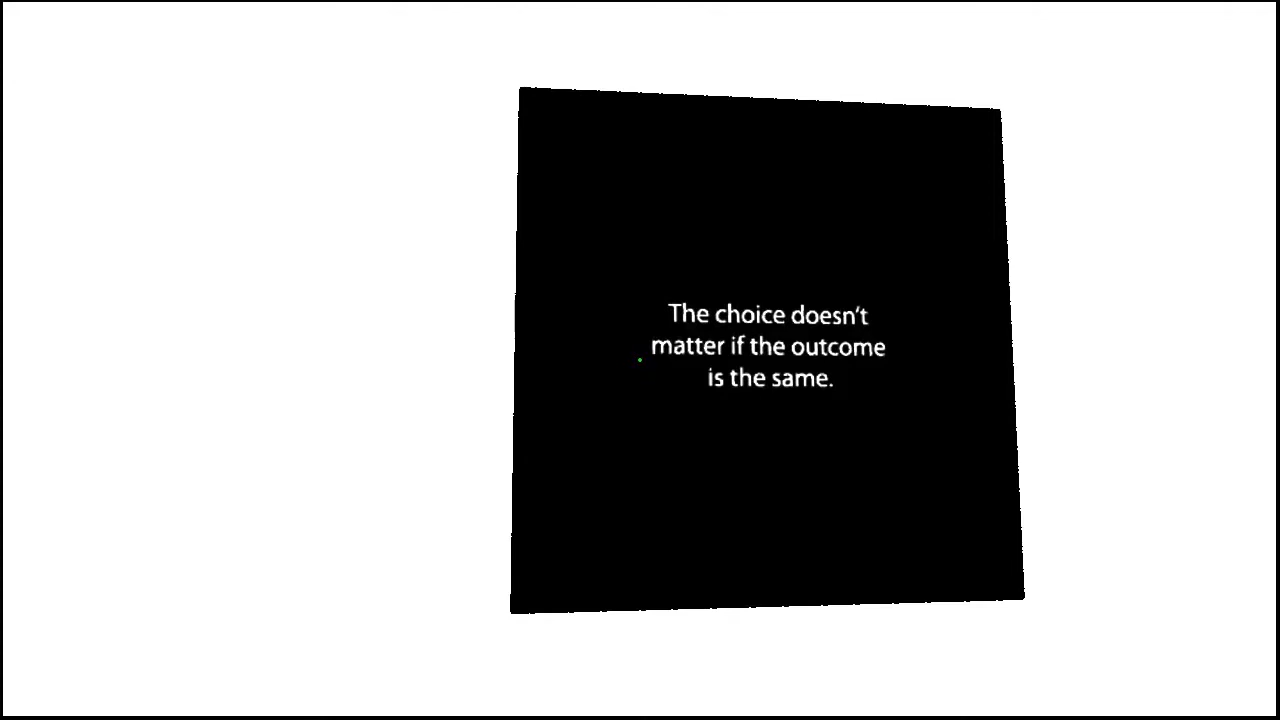 The choice doesn't
matter if the outcome
is the same.